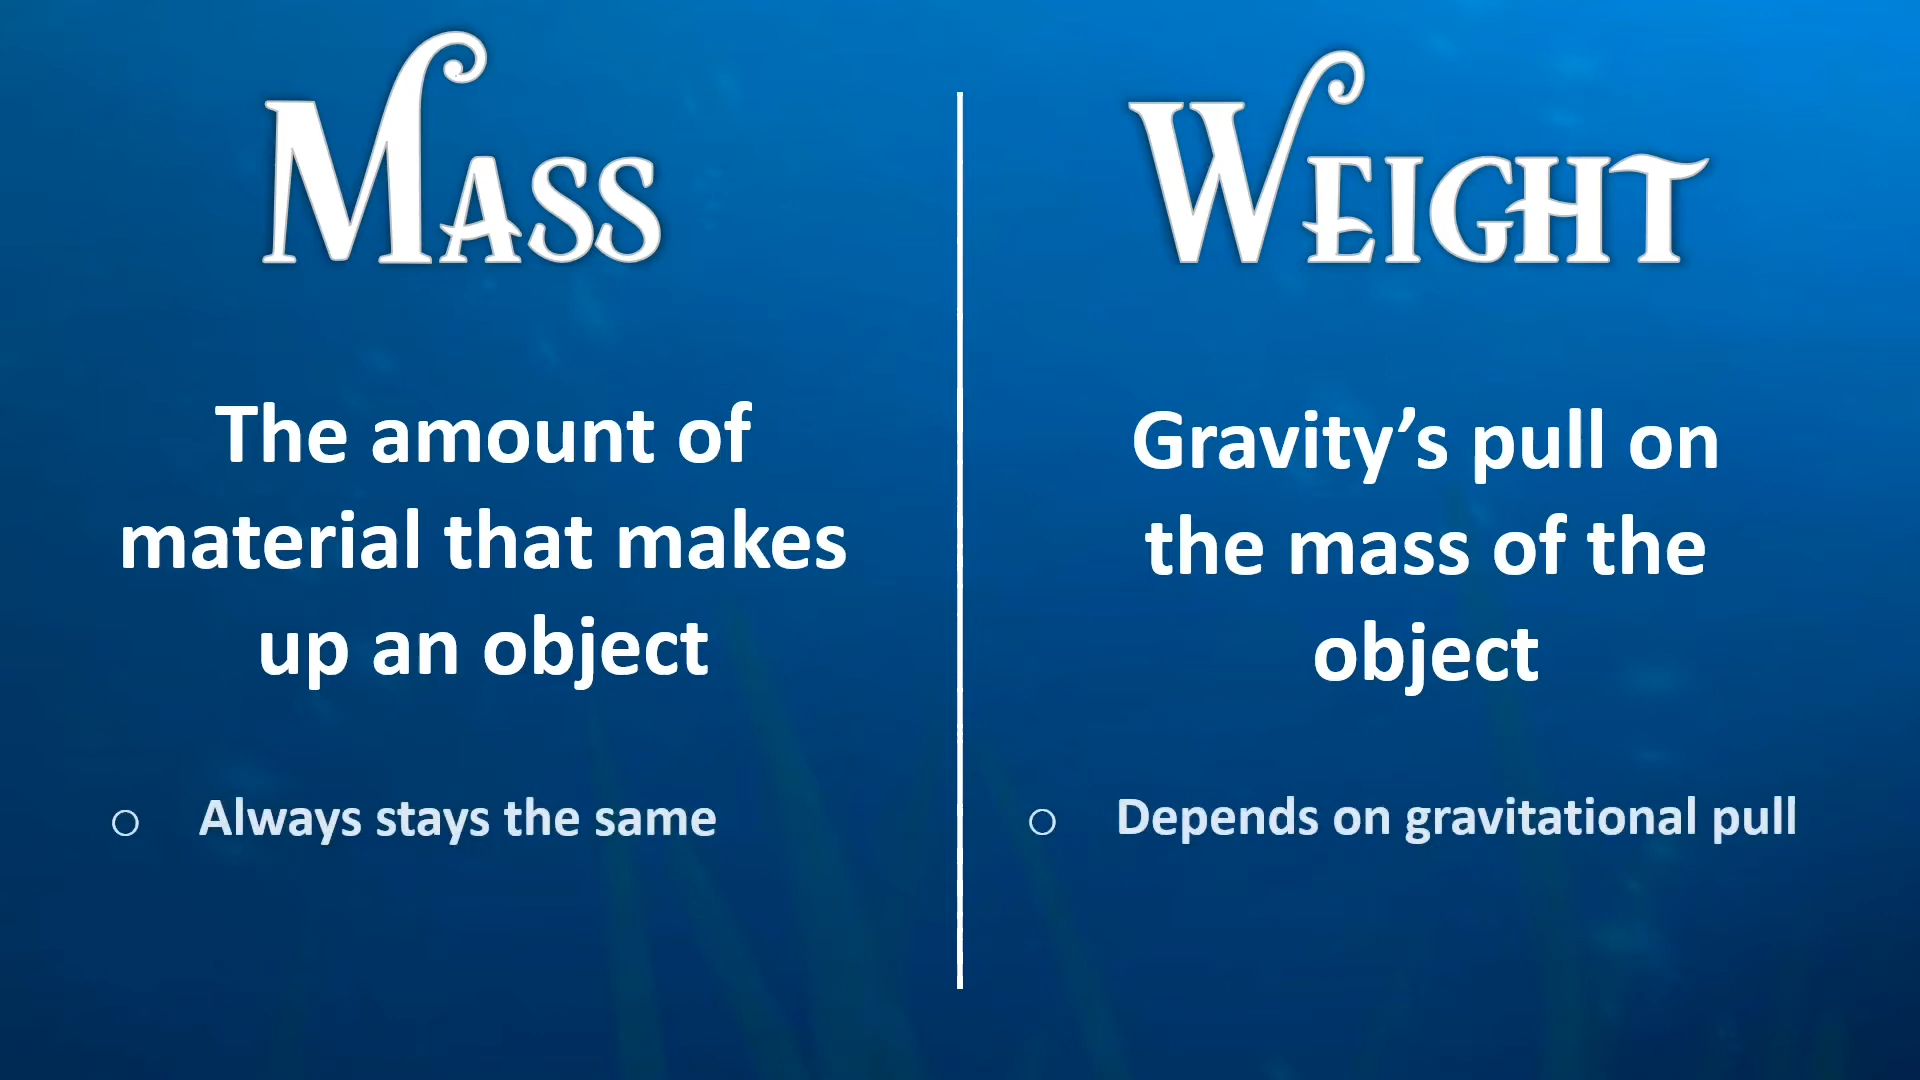 Mass
The amount of
material that makes
up an object
○ Always stays the same
Weight
Gravity’s pull on
the mass of the
object
○ Depends on gravitational pull